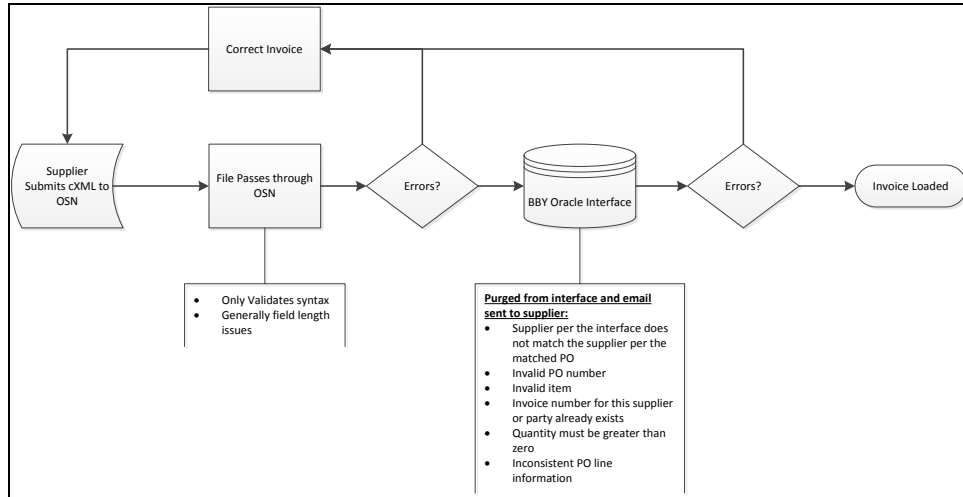 Correct Invoice
Supplier
Submits cXML to
OSN
File Passes through
OSN
Errors?
BBY Oracle Interface
Errors?
Invoice Loaded
• Only Validates syntax
• Generally field length
issues
Purged from interface and email
sent to supplier:
• Supplier per the interface does
not match the supplier per the
matched PO
• Invalid PO number
• Invalid item
• Invoice number for this supplier
or party already exists
• Quantity must be greater than
zero
• Inconsistent PO line
information